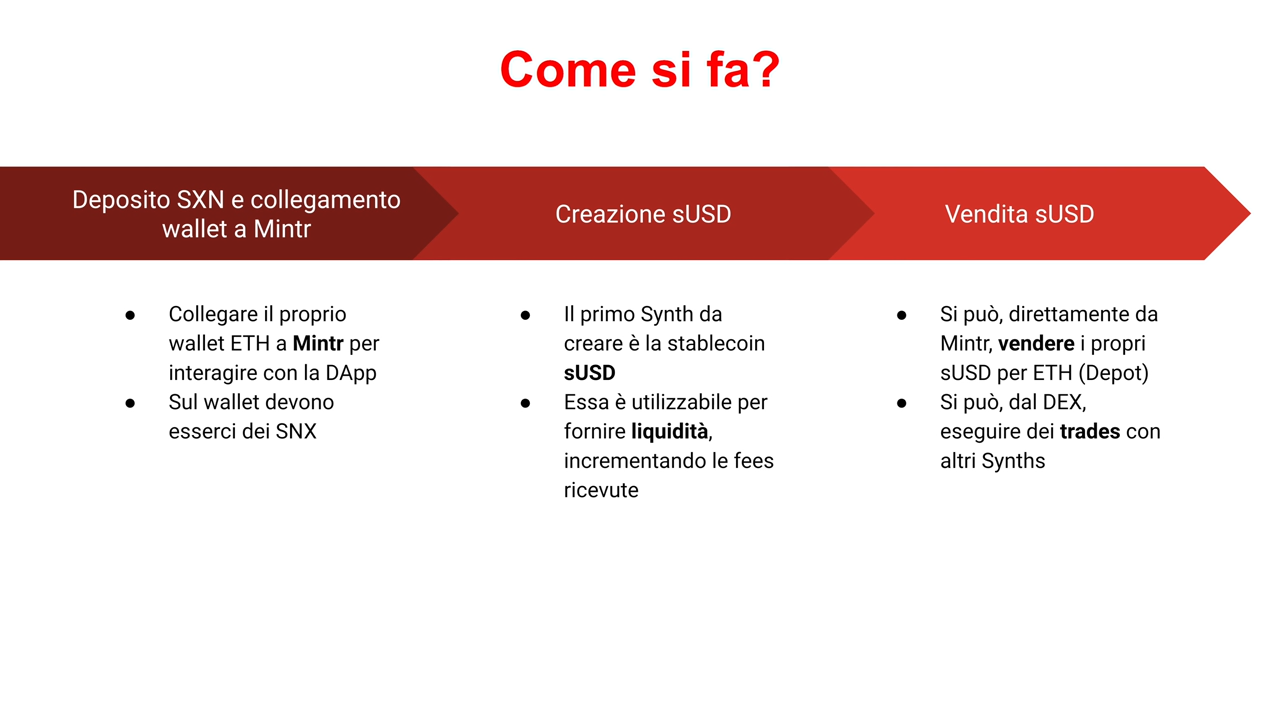 Come si fa?
Deposito SXN e collegamento
wallet a Mintr
Creazione sUSD
Vendita sUSD
● Collegare il proprio
wallet ETH a Mintr per
interagire con la DApp
● Sul wallet devono
esserci dei SNX
● Il primo Synth da
creare è la stablecoin
sUSD
● Essa è utilizzabile per
fornire liquidità,
incrementando le fees
ricevute
● Si può, direttamente da
Mintr, vendere i propri
sUSD per ETH (Depot)
● Si può, dal DEX,
eseguire dei trades con
altri Synths